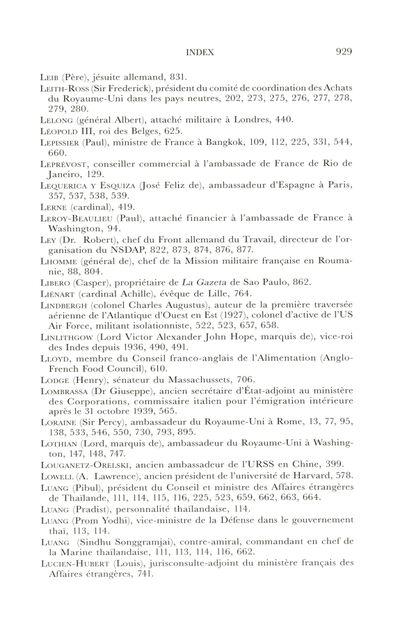 INDEX 929
LEIB (Père), jésuite allemand, 831.
LEITH-ROSS (Sir Frederick), président du comité de coordination des Achats
du Royaume-Uni dans les pays neutres, 202, 273, 275, 276, 277, 278,
279, 280.
LELONG (général Albert), attaché militaire à Londres, 440.
LÉOPOLD III, roi des Belges, 625.
LEPISSIER (Paul), ministre de France à Bangkok, 109, 112, 225, 331, 544,
660.
LEPRÉVOST, conseiller commercial à l'ambassade de France de Rio de
Janeiro, 129.
LEQUERICA Y ESQUIZA (José Feliz de), ambassadeur d'Espagne à Paris,
357, 537, 538, 539.
LERNE (cardinal), 419.
LEROY-BEAULIEU (Paul), attaché financier à l'ambassade de France à
Washington, 94.
LEY (Dr. Robert), chef du Front allemand du Travail, directeur de l'or-
ganisation du NSDAP, 822, 873, 874, 876, 877.
LHOMME (général de), chef de la Mission militaire française en Rouma-
nie, 88, 804.
LIBERO (Casper), propriétaire de La Gazeta de Sao Paulo, 862.
LIÉNART (cardinal Achille), évêque de Lille, 764.
LINDBERGH (colonel Charles Augustus), auteur de la première traversée
aérienne de l'Atlantique d'Ouest en Est (1927), colonel d'active de l'US
Air Force, militant isolationniste, 522, 523, 657, 658.
LINLITHGOW (Lord Victor Alexander John Hope, marquis de), vice-roi
des Indes depuis 1936, 490, 491.
LLOYD, membre du Conseil franco-anglais de l'Alimentation (Anglo-
French Food Council), 610.
LODGE (Henry), sénateur du Massachussets, 706.
LOMBRASSA (Dr Giuseppe), ancien secrétaire d'État-adjoint au ministère
des Corporations, commissaire italien pour l'émigration intérieure
après le 31 octobre 1939, 565.
LORAINE (Sir Percy), ambassadeur du Royaume-Uni à Rome, 13, 77, 95,
138, 533, 546, 550, 730, 793, 895.
LOTHIAN (Lord, marquis de), ambassadeur du Royaume-Uni à Washing-
ton, 147, 148, 747.
LOUGANETZ-ORELSKI, ancien ambassadeur de l'URSS en Chine, 399.
LOWELL (A. Lawrence), ancien président de l'université de Harvard, 578.
LUANG (Pibul), président du Conseil et ministre des Affaires étrangères
de Thaïlande, 111, 114, 115, 116, 225, 523, 659, 662, 663, 664.
LUANG (Pradist), personnalité thaïlandaise, 114.
LUANG (Prom Yodhi), vice-ministre de la Défense dans le gouvernement
thaï, 113, 114.
LUANG (Sindhu Songgramjai), contre-amiral, commandant en chef de
la Marine thaïlandaise, 111, 113, 114, 116, 662.
LUCIEN-HUBERT (Louis), jurisconsulte-adjoint du ministère français des
Affaires étrangères, 741.